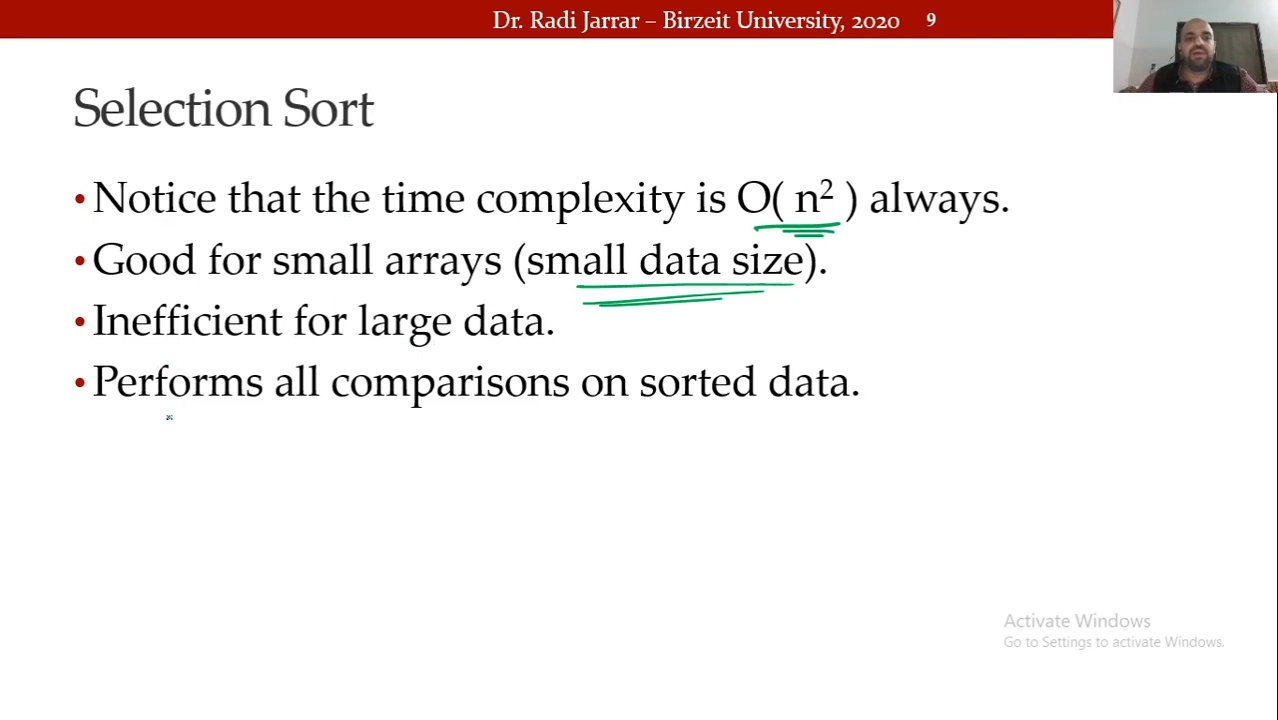 Dr. Radi Jarrar – Birzeit University, 2020 9
Selection Sort
• Notice that the time complexity is O( n² ) always.
• Good for small arrays (small data size).
• Inefficient for large data.
• Performs all comparisons on sorted data.
Activate Windows
Go to Settings to activate Windows.